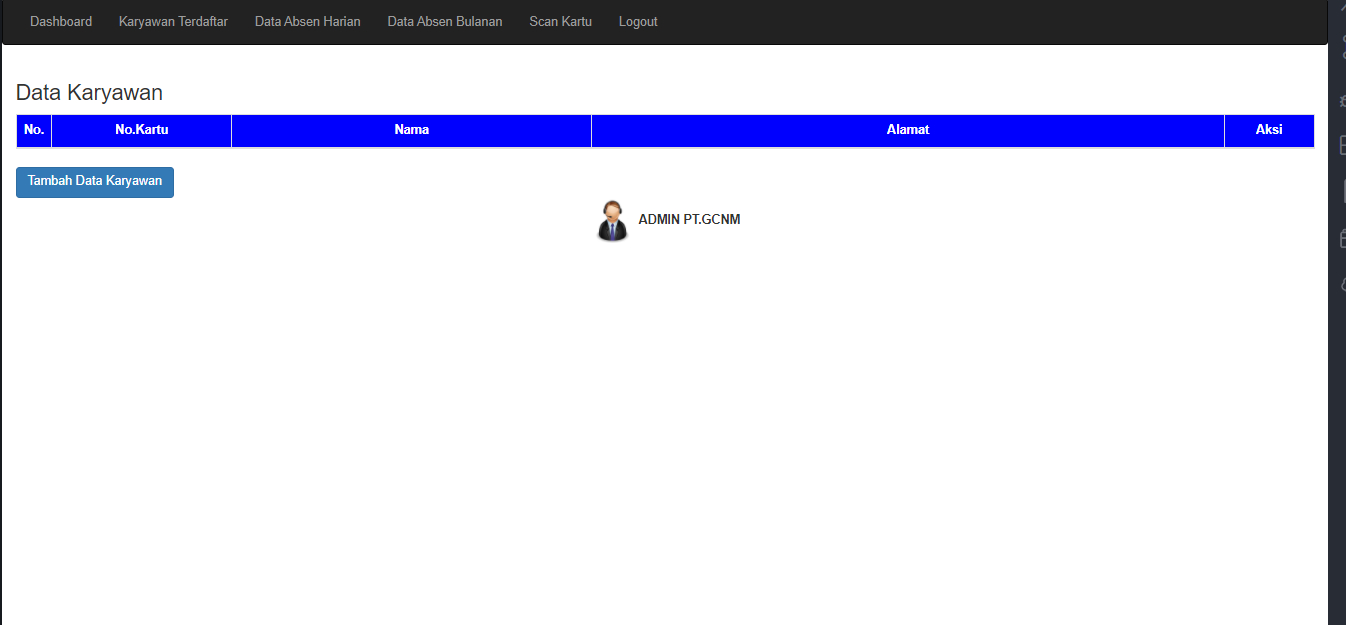 Dashboard Karyawan Terdaftar Data Absen Harian Data Absen Bulanan Scan Kartu Logout
Data Karyawan
No. No.Kartu Nama Alamat Aksi
Tambah Data Karyawan
ADMIN PT.GCNM